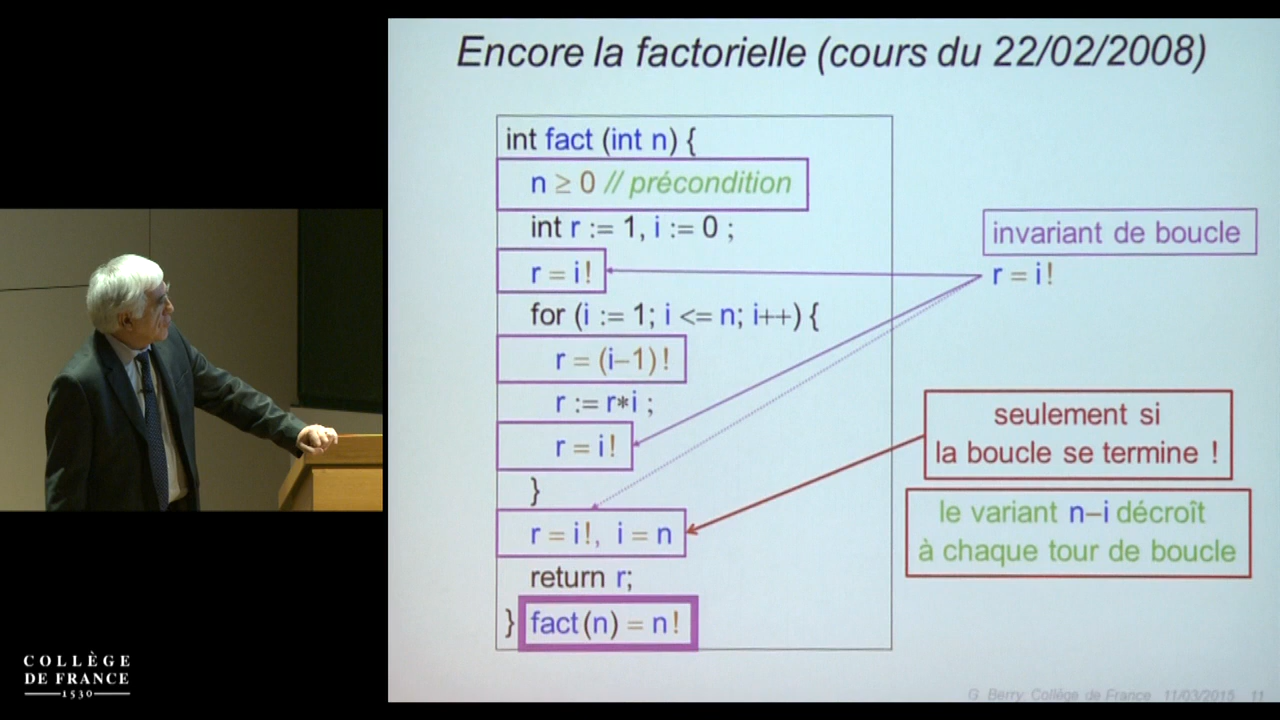 Encore la factorielle (cours du 22/02/2008)
int fact (int n) {
n ≥ 0 // précondition
int r := 1, i := 0 ;
r = i!
for (i := 1; i <= n; i++) {
r = (i–1)!
r := r*i ;
r = i!
}
r = i!, i = n
return r;
} fact(n) = n!
invariant de boucle
r = i!
seulement si
la boucle se termine !
le variant n–i décroît
à chaque tour de boucle
G. Berry, Collège de France 11/03/2015 11
COLLÈGE
DE FRANCE
1530